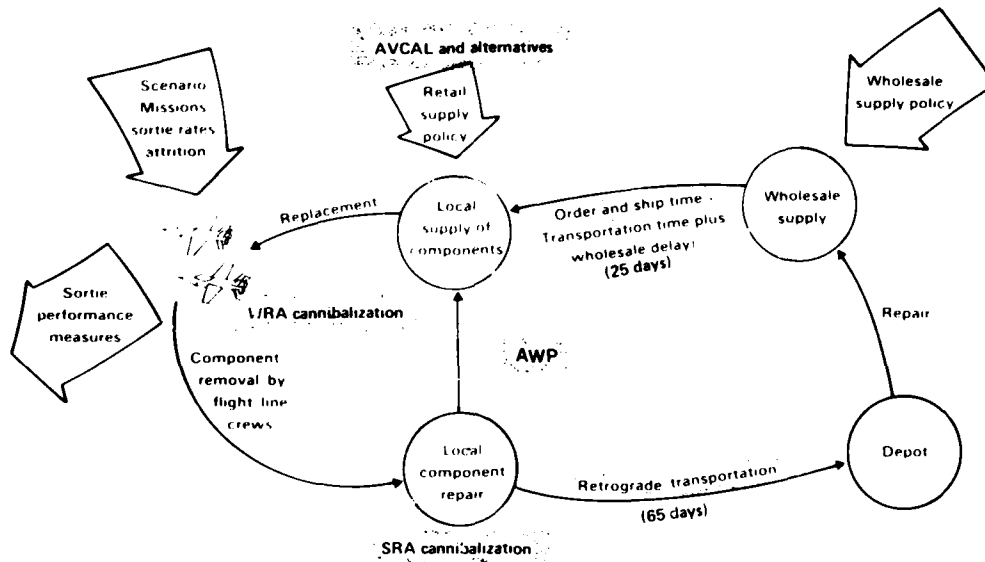 AVCAL and alternatives
Scenario
Missions
sortie rates
attrition
Retail
supply
policy
Wholesale
supply policy
Replacement
Local
supply of
components
Order and ship time
Transportation time plus
wholesale delay
(25 days)
Wholesale
supply
Sortie
performance
measures
cannibalization
Component
removal by
flight line
crews
AWP
Repair
Local
component
repair
Retrograde transportation
(65 days)
Depot
SRA cannibalization